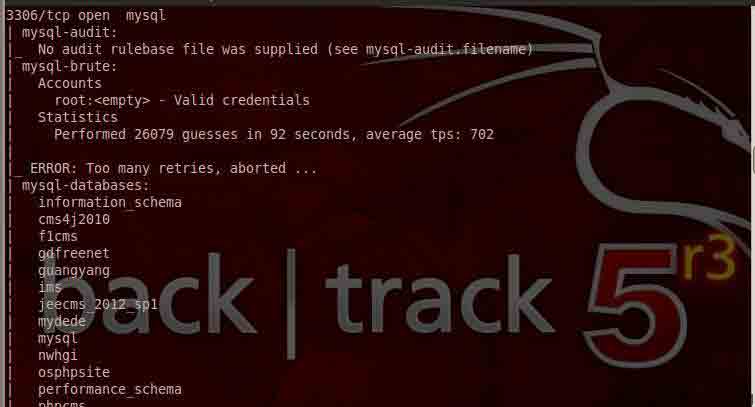 3306/tcp open  mysql
| mysql-audit:
|_  No audit rulebase file was supplied (see mysql-audit.filename)
| mysql-brute:
|   Accounts
|     root:<empty> - Valid credentials
|   Statistics
|     Performed 26079 guesses in 92 seconds, average tps: 702
|
|_ ERROR: Too many retries, aborted ...
| mysql-databases:
|   information_schema
|   cms4j2010
|   f1cms
|   gdfreenet
|   guangyang
|   ims
|   jeecms_2012_sp1
|   mydede
|   mysql
|   nwhgi
|   osphpsite
|   performance_schema
|   phpcms
back | track 5 r3